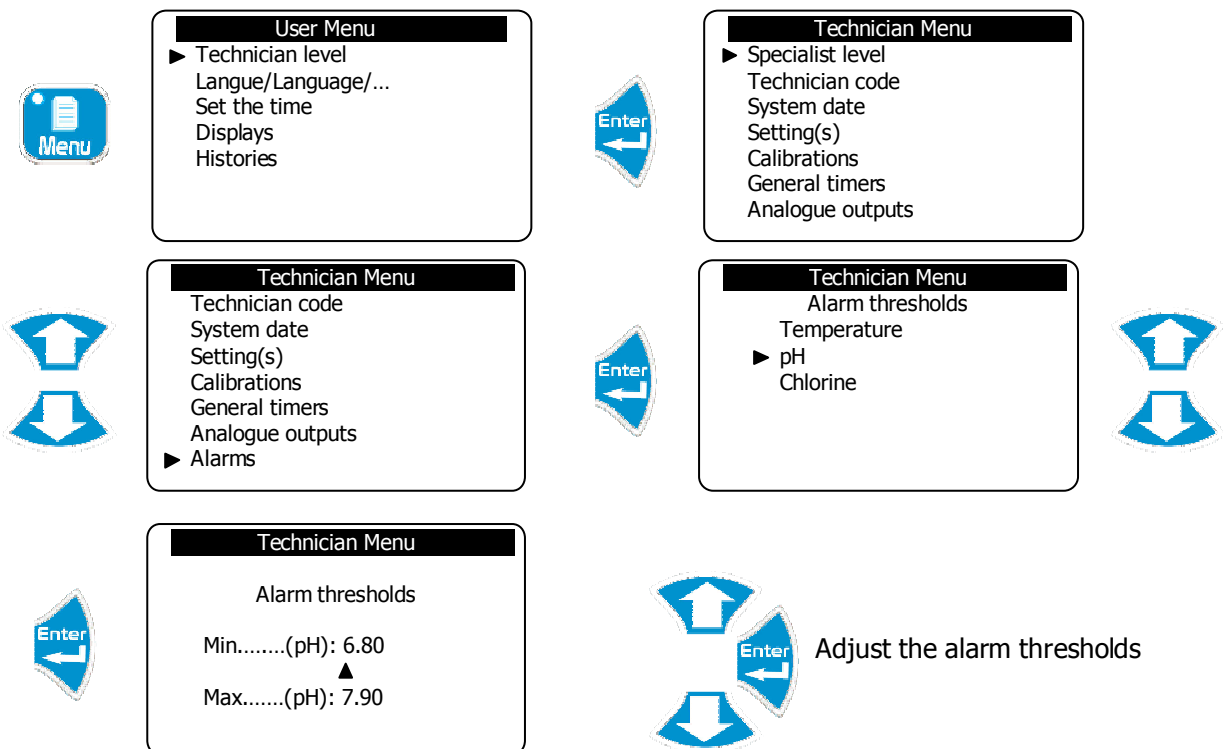 Menu
User Menu
Technician level
Langue/Language/...
Set the time
Displays
Histories
Enter
Technician Menu
Specialist level
Technician code
System date
Setting(s)
Calibrations
General timers
Analogue outputs
Technician Menu
Technician code
System date
Setting(s)
Calibrations
General timers
Analogue outputs
Alarms
Enter
Technician Menu
Alarm thresholds
Temperature
pH
Chlorine
Enter
Technician Menu
Alarm thresholds
Min........(pH): 6.80
Max.......(pH): 7.90
Enter
Adjust the alarm thresholds